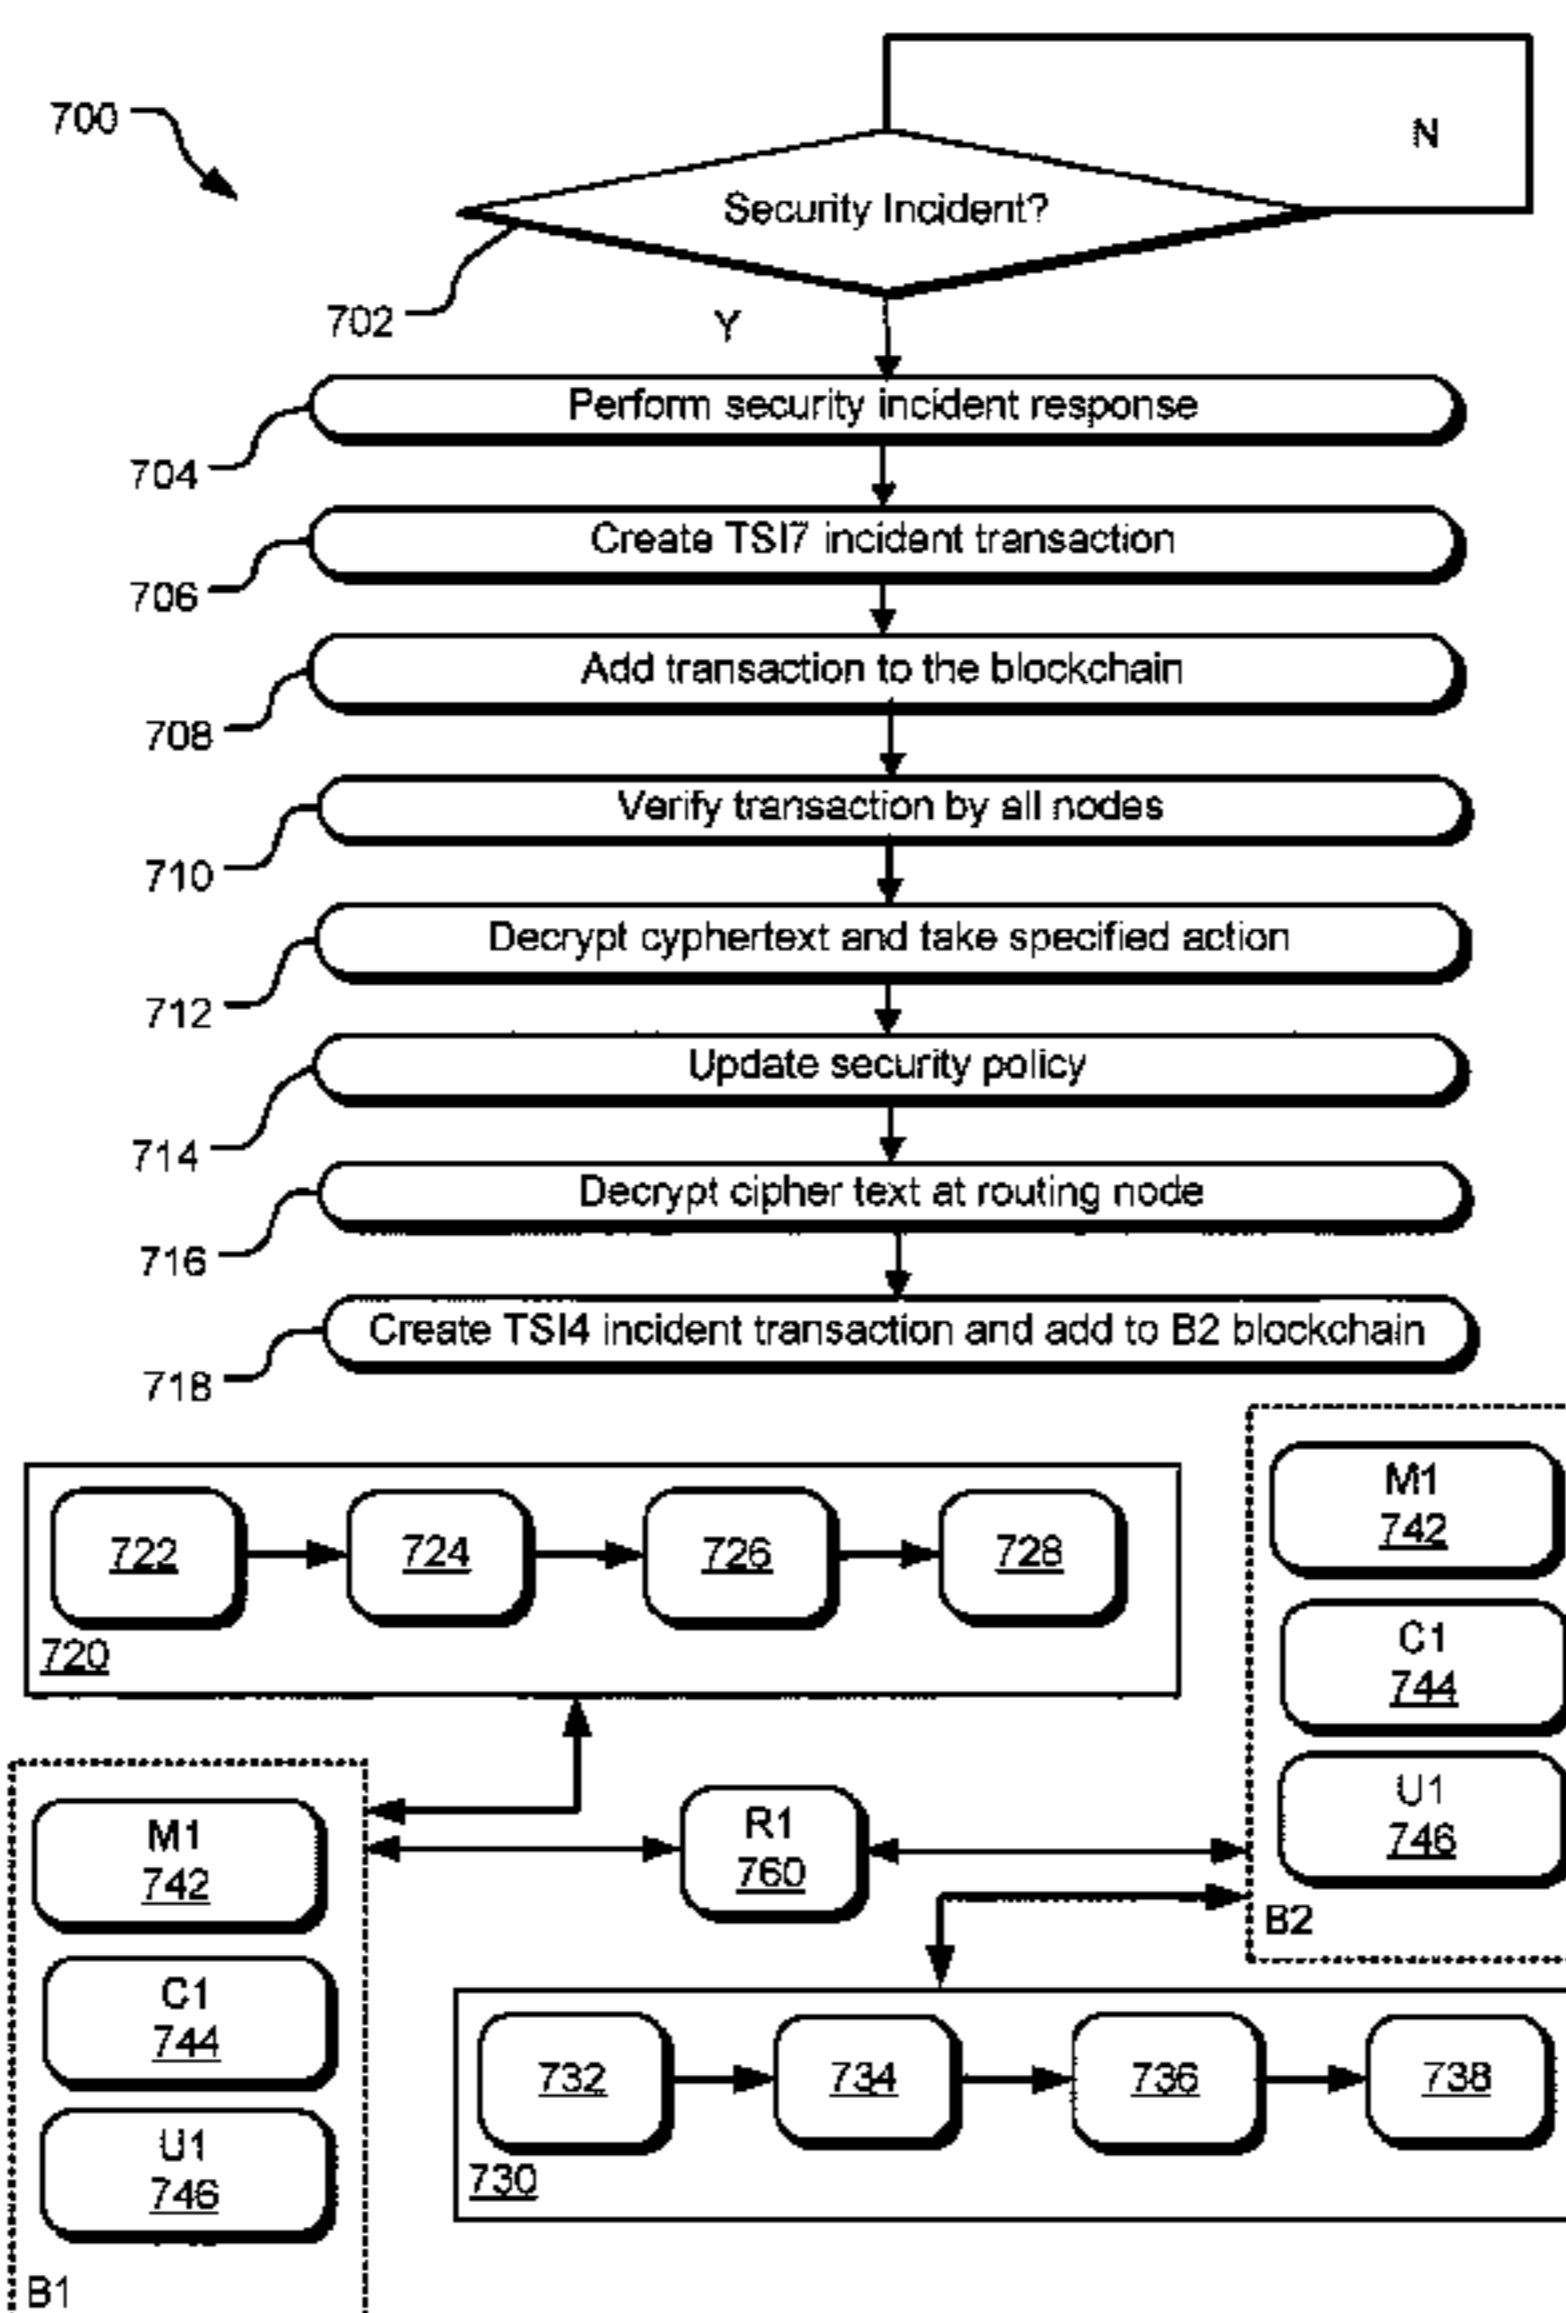 700
N
Security Incident?
702
Y
Perform security incident response
704
Create TSI7 incident transaction
706
Add transaction to the blockchain
708
Verify transaction by all nodes
710
Decrypt cyphertext and take specified action
712
Update security policy
714
Decrypt cipher text at routing node
716
Create TSI4 incident transaction and add to B2 blockchain
718
722
724
726
728
720
M1
742
C1
744
U1
746
B2
R1
760
M1
742
C1
744
U1
746
B1
732
734
736
738
730